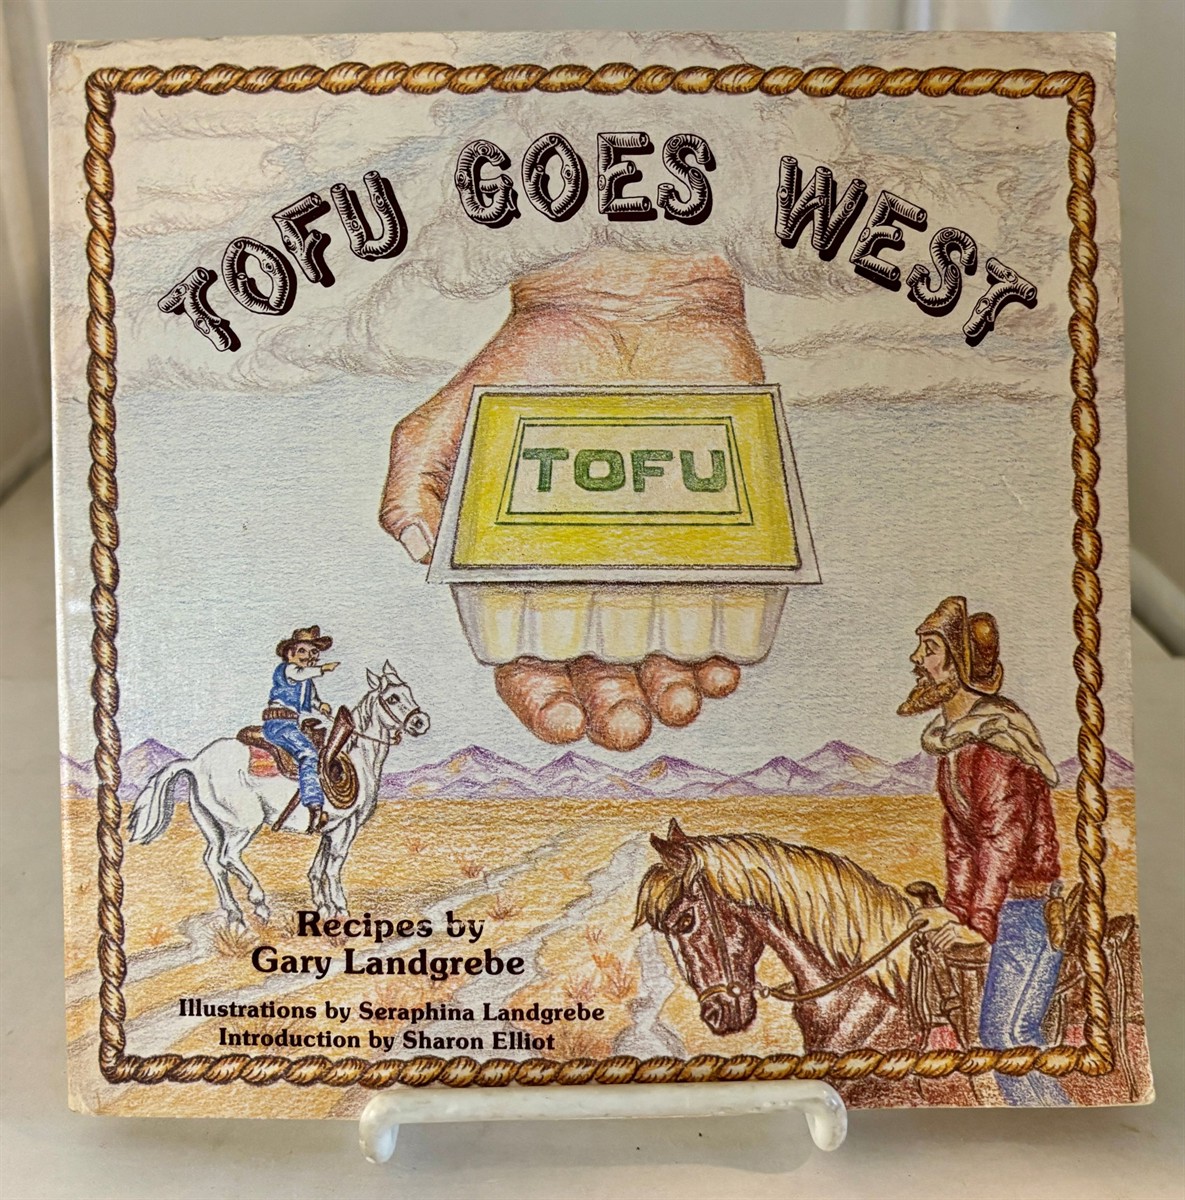 TOFU GOES WEST
TOFU
Recipes by
Gary Landgrebe
Illustrations by Seraphina Landgrebe
Introduction by Sharon Elliot